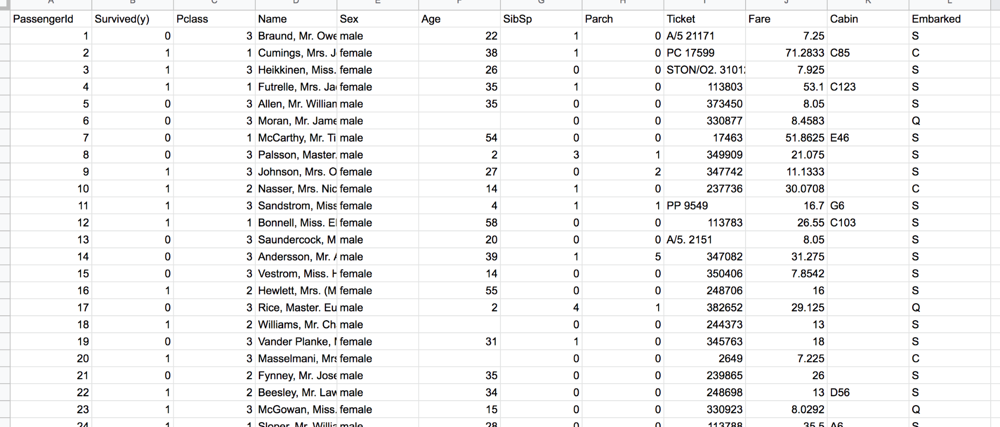 A B C D E F G H I J K L
PassengerId Survived(y) Pclass Name Sex Age SibSp Parch Ticket Fare Cabin Embarked
1 0 3 Braund, Mr. Owe male 22 1 0 A/5 21171 7.25 S
2 1 1 Cumings, Mrs. J female 38 1 0 PC 17599 71.2833 C85 C
3 1 3 Heikkinen, Miss. female 26 0 0 STON/O2. 3101 7.925 S
4 1 1 Futrelle, Mrs. Ja female 35 1 0 113803 53.1 C123 S
5 0 3 Allen, Mr. William male 35 0 0 373450 8.05 S
6 0 3 Moran, Mr. Jame male 0 0 330877 8.4583 Q
7 0 1 McCarthy, Mr. Ti male 54 0 0 17463 51.8625 E46 S
8 0 3 Palsson, Master. male 2 3 1 349909 21.075 S
9 1 3 Johnson, Mrs. O female 27 0 2 347742 11.1333 S
10 1 2 Nasser, Mrs. Nic female 14 1 0 237736 30.0708 C
11 1 3 Sandstrom, Miss female 4 1 1 PP 9549 16.7 G6 S
12 1 1 Bonnell, Miss. El female 58 0 0 113783 26.55 C103 S
13 0 3 Saundercock, M male 20 0 0 A/5. 2151 8.05 S
14 0 3 Andersson, Mr. A male 39 1 5 347082 31.275 S
15 0 3 Vestrom, Miss. H female 14 0 0 350406 7.8542 S
16 1 2 Hewlett, Mrs. (M female 55 0 0 248706 16 S
17 0 3 Rice, Master. Eu male 2 4 1 382652 29.125 Q
18 1 2 Williams, Mr. Ch male 0 0 244373 13 S
19 0 3 Vander Planke, female 31 1 0 345763 18 S
20 1 3 Masselmani, Mrs female 0 0 2649 7.225 C
21 0 2 Fynney, Mr. Jose male 35 0 0 239865 26 S
22 1 2 Beesley, Mr. Law male 34 0 0 248698 13 D56 S
23 1 3 McGowan, Miss. female 15 0 0 330923 8.0292 Q
24 1 1 Sloper, Mr. Willia male 28 0 0 113788 35.5 A6 S